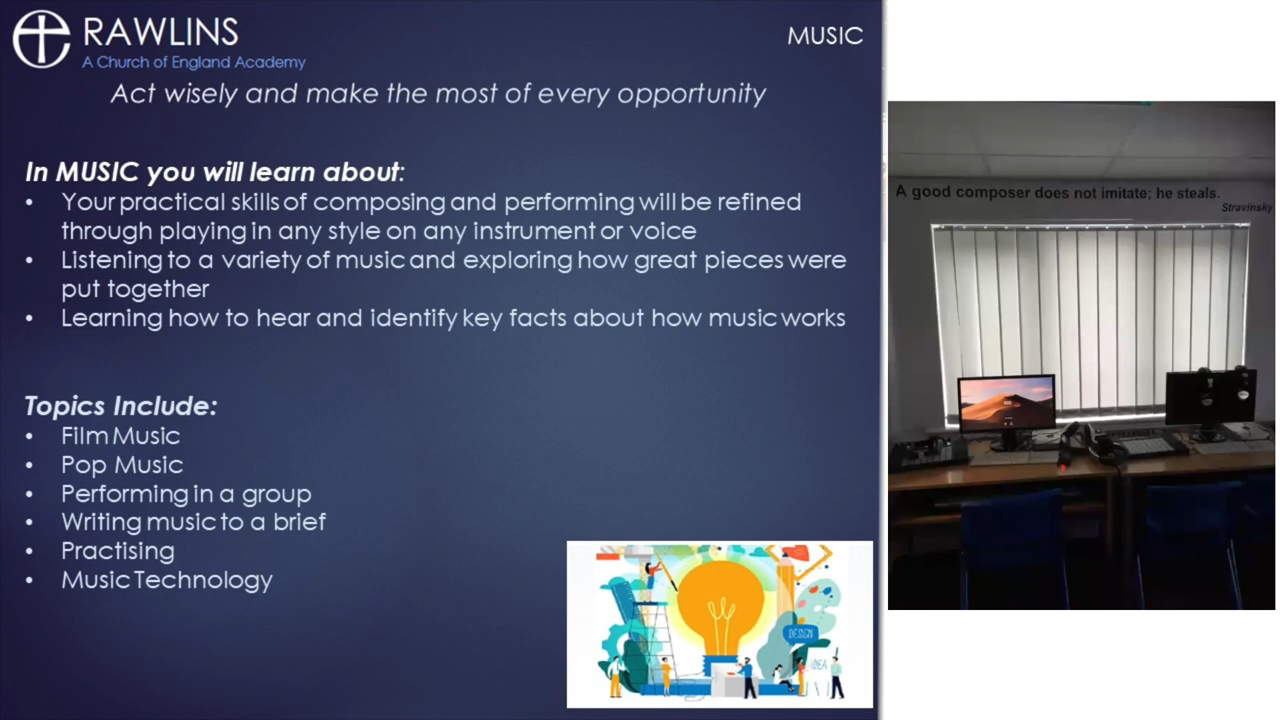 RAWLINS
A Church of England Academy
MUSIC
Act wisely and make the most of every opportunity
In MUSIC you will learn about:
• Your practical skills of composing and performing will be refined
through playing in any style on any instrument or voice
• Listening to a variety of music and exploring how great pieces were
put together
• Learning how to hear and identify key facts about how music works
Topics Include:
• Film Music
• Pop Music
• Performing in a group
• Writing music to a brief
• Practising
• Music Technology
DESIGN
IDEA
A good composer does not imitate; he steals.
Stravinsky